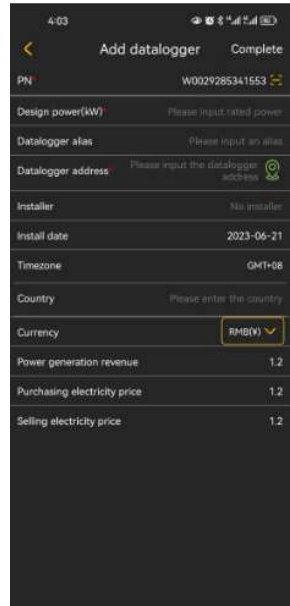 4:03
Add datalogger Complete
PN* W0029285341553
Design power(kW)* Please input rated power
Datalogger alias Please input an alias
Datalogger address* Please input the datalogger
address
Installer No installer
Install date 2023-06-21
Timezone GMT+08
Country Please enter the country
Currency RMB(¥)
Power generation revenue 1.2
Purchasing electricity price 1.2
Selling electricity price 1.2